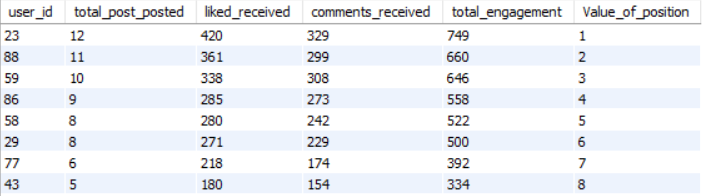 user_id total_post_posted liked_received comments_received total_engagement Value_of_position
23 12 420 329 749 1
88 11 361 299 660 2
59 10 338 308 646 3
86 9 285 273 558 4
58 8 280 242 522 5
29 8 271 229 500 6
77 6 218 174 392 7
43 5 180 154 334 8